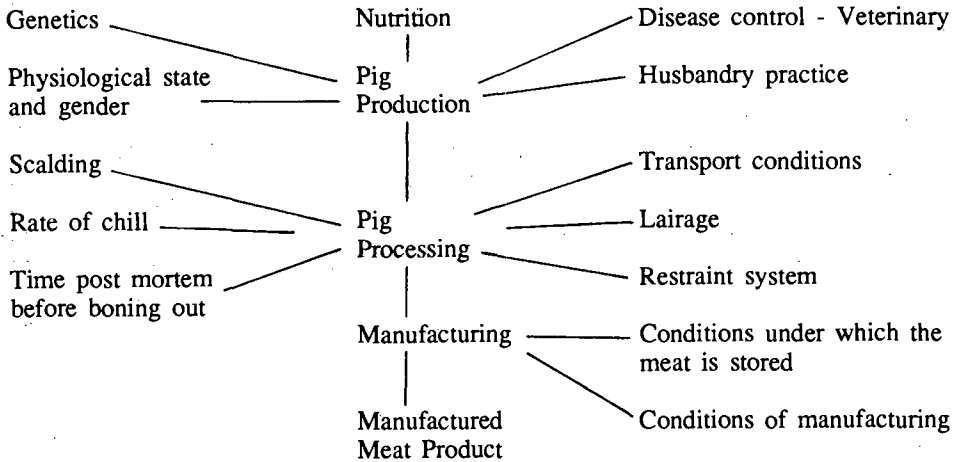 Genetics
Nutrition
Disease control - Veterinary
Physiological state
and gender
Pig
Production
Husbandry practice
Scalding
Transport conditions
Rate of chill
Pig
Processing
Lairage
Time post mortem
before boning out
Restraint system
Manufacturing
Conditions under which the
meat is stored
Manufactured
Meat Product
Conditions of manufacturing